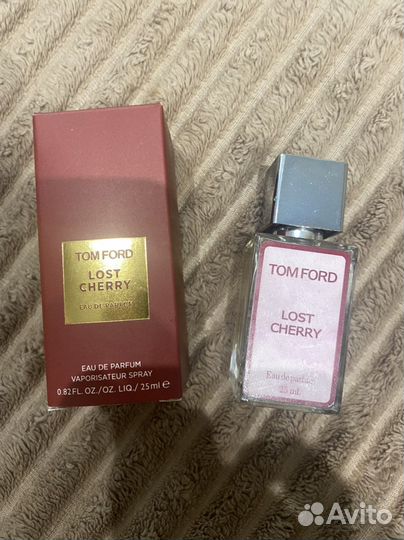 TOM FORD
LOST
CHERRY
EAU DE PARFUM
EAU DE PARFUM
VAPORISATEUR SPRAY
0.82FL. OZ./OZ. LIQ./ 25ml e
TOM FORD
LOST
CHERRY
Eau de parfum
25 ml
Avito